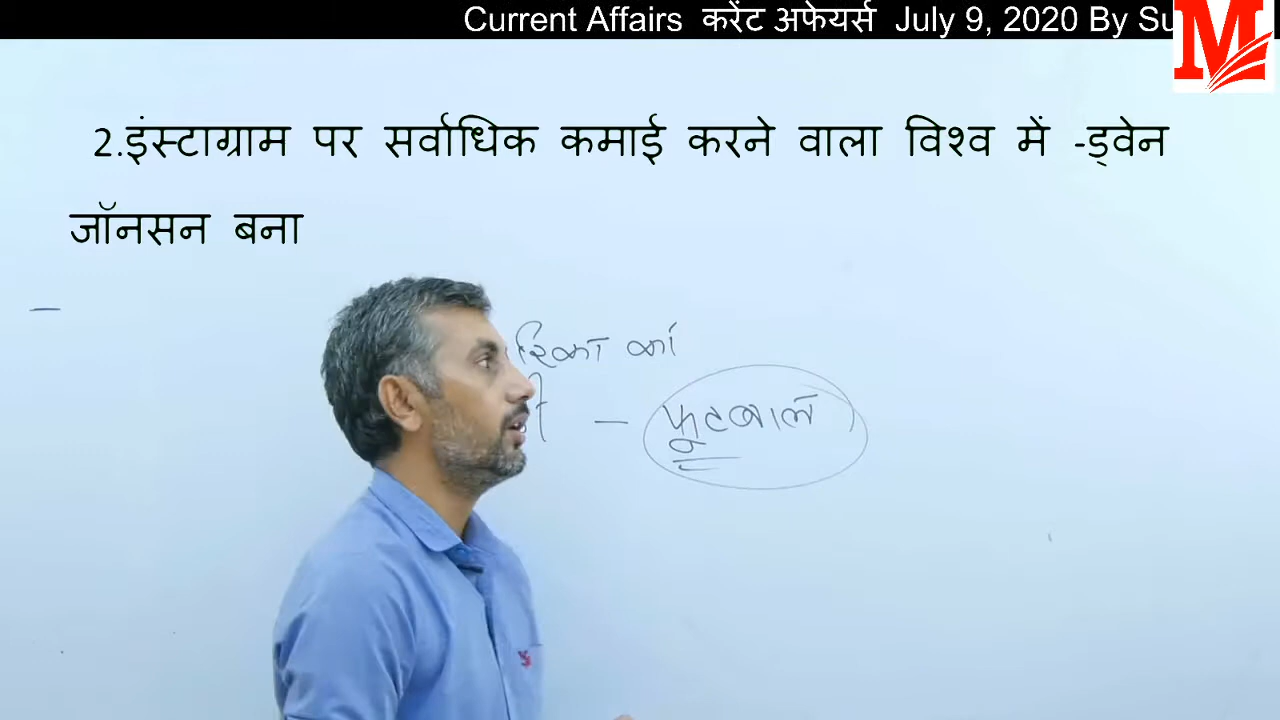 Current Affairs करेंट अफेयर्स July 9, 2020 By Su
M
2.इंस्टाग्राम पर सर्वाधिक कमाई करने वाला विश्व में -ड्वेन
जॉनसन बना
का
– फूटबाल